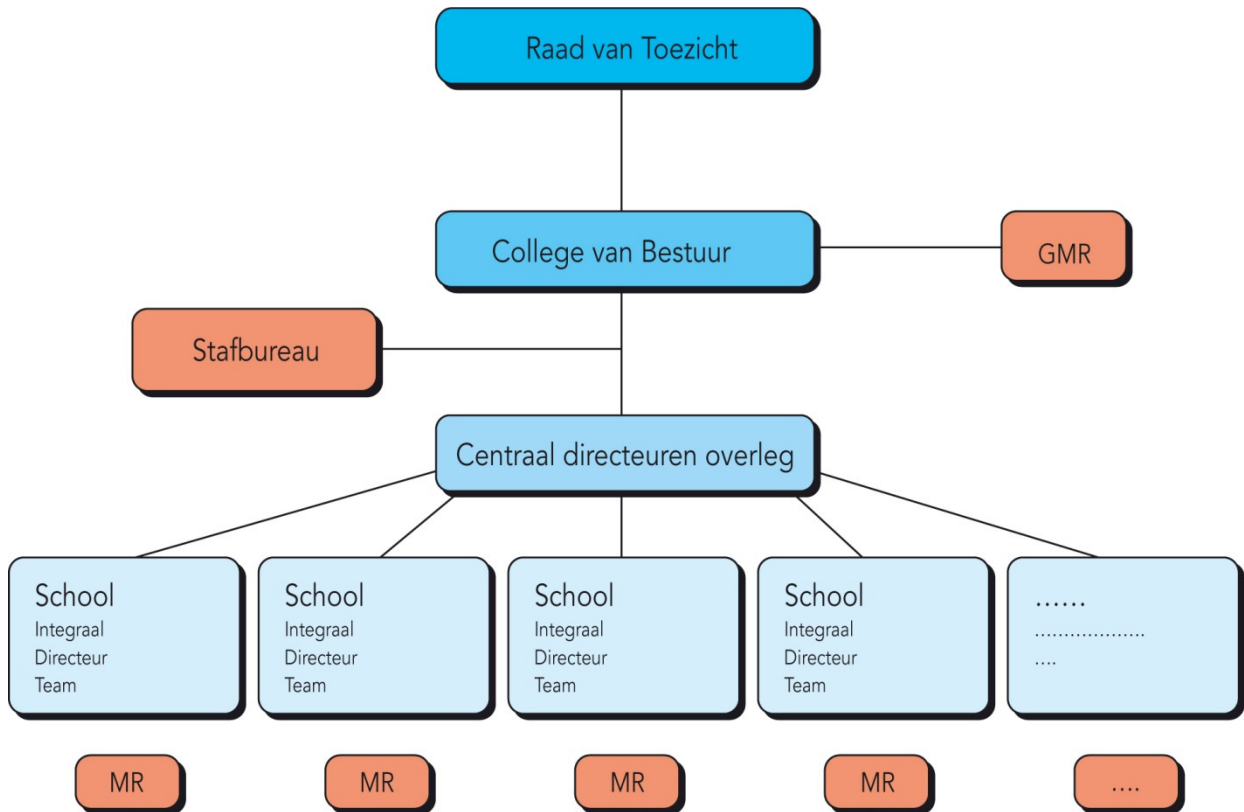 Raad van Toezicht
College van Bestuur
GMR
Stafbureau
Centraal directeuren overleg
School
Integraal
Directeur
Team
School
Integraal
Directeur
Team
School
Integraal
Directeur
Team
School
Integraal
Directeur
Team
......
...................
....
MR
MR
MR
MR
....